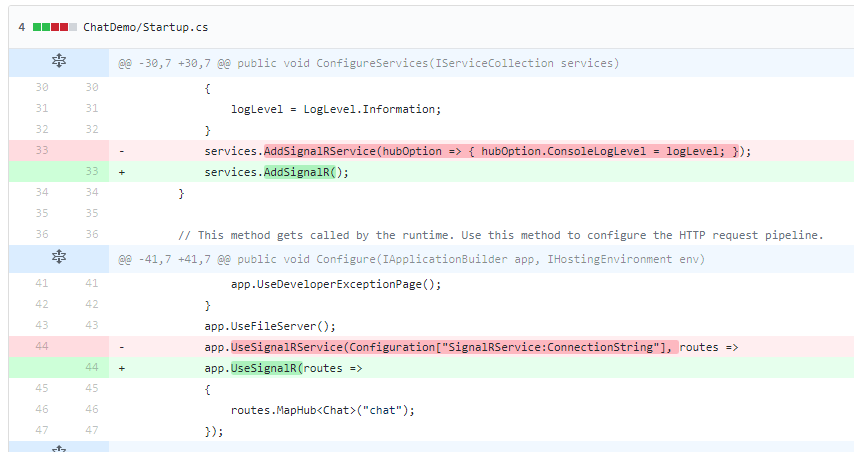 4 ChatDemo/Startup.cs
@@ -30,7 +30,7 @@ public void ConfigureServices(IServiceCollection services)
30 30 {
31 31 logLevel = LogLevel.Information;
32 32 }
33 - services.AddSignalRService(hubOption => { hubOption.ConsoleLogLevel = logLevel; });
33 + services.AddSignalR();
34 34 }
35 35
36 36 // This method gets called by the runtime. Use this method to configure the HTTP request pipeline.
@@ -41,7 +41,7 @@ public void Configure(IApplicationBuilder app, IHostingEnvironment env)
41 41 app.UseDeveloperExceptionPage();
42 42 }
43 43 app.UseFileServer();
44 - app.UseSignalRService(Configuration["SignalRService:ConnectionString"], routes =>
44 + app.UseSignalR(routes =>
45 45 {
46 46 routes.MapHub<Chat>("chat");
47 47 });